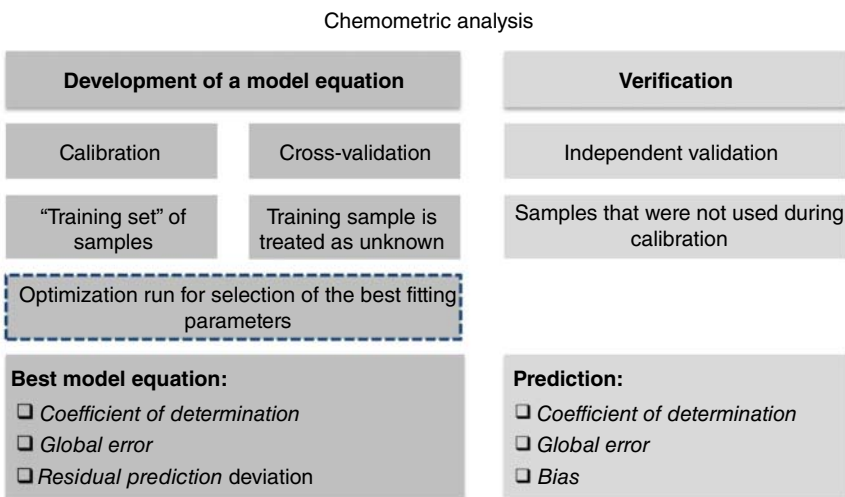 Chemometric analysis
Development of a model equation
Verification
Calibration
Cross-validation
Independent validation
“Training set” of
samples
Training sample is
treated as unknown
Samples that were not used during
calibration
Optimization run for selection of the best fitting
parameters
Best model equation:
❑ Coefficient of determination
❑ Global error
❑ Residual prediction deviation
Prediction:
❑ Coefficient of determination
❑ Global error
❑ Bias